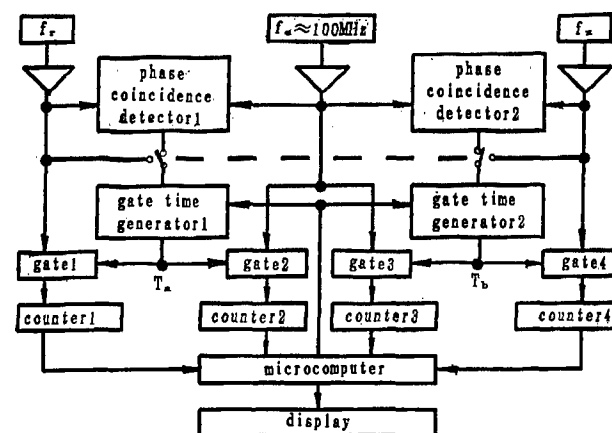 fr
fd≈100MHz
fx
phase
coincidence
detector1
phase
coincidence
detector2
gate time
generator1
gate time
generator2
gate1
gate2
gate3
gate4
Ta
Tb
counter1
counter2
counter3
counter4
microcomputer
display